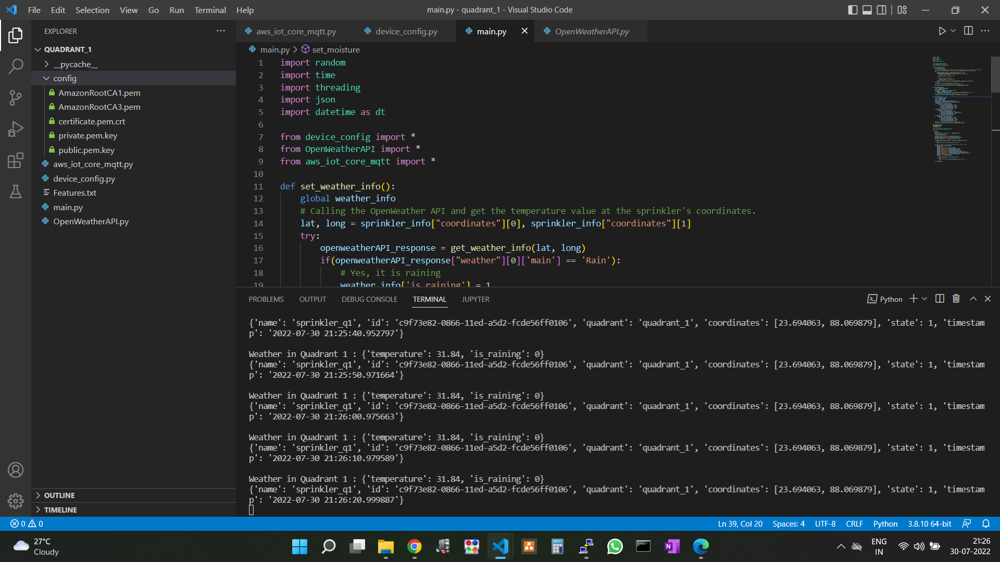 File Edit Selection View Go Run Terminal Help
main.py - quadrant_1 - Visual Studio Code
EXPLORER
QUADRANT_1
__pycache__
config
AmazonRootCA1.pem
AmazonRootCA3.pem
certificate.pem.crt
private.pem.key
public.pem.key
aws_iot_core_mqtt.py
device_config.py
Features.txt
main.py
OpenWeatherAPI.py
OUTLINE
TIMELINE
aws_iot_core_mqtt.py device_config.py main.py OpenWeatherAPI.py
main.py > set_moisture
1 import random
2 import time
3 import threading
4 import json
5 import datetime as dt
6
7 from device_config import *
8 from OpenWeatherAPI import *
9 from aws_iot_core_mqtt import *
10
11 def set_weather_info():
12 global weather_info
13 # Calling the OpenWeather API and get the temperature value at the sprinkler's coordinates.
14 lat, long = sprinkler_info["coordinates"][0], sprinkler_info["coordinates"][1]
15 try:
16 openweatherAPI_response = get_weather_info(lat, long)
17 if(openweatherAPI_response["weather"][0]['main'] == 'Rain'):
18 # Yes, it is raining
19 weather_info['is_raining'] = 1
PROBLEMS OUTPUT DEBUG CONSOLE TERMINAL JUPYTER
Python
{'name': 'sprinkler_q1', 'id': 'c9f73e82-0866-11ed-a5d2-fcde56ff0106', 'quadrant': 'quadrant_1', 'coordinates': [23.694063, 88.069879], 'state': 1, 'timestam
p': '2022-07-30 21:25:40.952797'}
Weather in Quadrant 1 : {'temperature': 31.84, 'is_raining': 0}
{'name': 'sprinkler_q1', 'id': 'c9f73e82-0866-11ed-a5d2-fcde56ff0106', 'quadrant': 'quadrant_1', 'coordinates': [23.694063, 88.069879], 'state': 1, 'timestam
p': '2022-07-30 21:25:50.971664'}
Weather in Quadrant 1 : {'temperature': 31.84, 'is_raining': 0}
{'name': 'sprinkler_q1', 'id': 'c9f73e82-0866-11ed-a5d2-fcde56ff0106', 'quadrant': 'quadrant_1', 'coordinates': [23.694063, 88.069879], 'state': 1, 'timestam
p': '2022-07-30 21:26:00.975663'}
Weather in Quadrant 1 : {'temperature': 31.84, 'is_raining': 0}
{'name': 'sprinkler_q1', 'id': 'c9f73e82-0866-11ed-a5d2-fcde56ff0106', 'quadrant': 'quadrant_1', 'coordinates': [23.694063, 88.069879], 'state': 1, 'timestam
p': '2022-07-30 21:26:10.979589'}
Weather in Quadrant 1 : {'temperature': 31.84, 'is_raining': 0}
{'name': 'sprinkler_q1', 'id': 'c9f73e82-0866-11ed-a5d2-fcde56ff0106', 'quadrant': 'quadrant_1', 'coordinates': [23.694063, 88.069879], 'state': 1, 'timestam
p': '2022-07-30 21:26:20.999887'}
0 0 Ln 39, Col 20 Spaces: 4 UTF-8 CRLF Python 3.8.10 64-bit
27°C
Cloudy
ENG
IN
21:26
30-07-2022